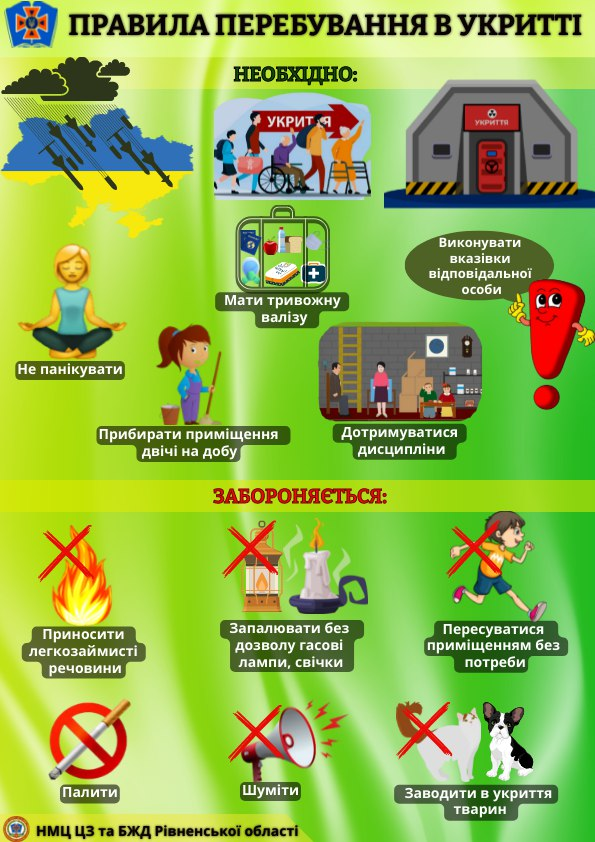 ПРАВИЛА ПЕРЕБУВАННЯ В УКРИТТІ
НЕОБХІДНО:
УКРИТТЯ
УКРИТТЯ
Мати тривожну
валізу
Виконувати
вказівки
відповідальної
особи
Не панікувати
Прибирати приміщення
двічі на добу
Дотримуватися
дисципліни
ЗАБОРОНЯЄТЬСЯ:
Приносити
легкозаймисті
речовини
Запалювати без
дозволу гасові
лампи, свічки
Пересуватися
приміщенням без
потреби
Палити
Шуміти
Заводити в укриття
тварин
НМЦ ЦЗ та БЖД Рівненської області